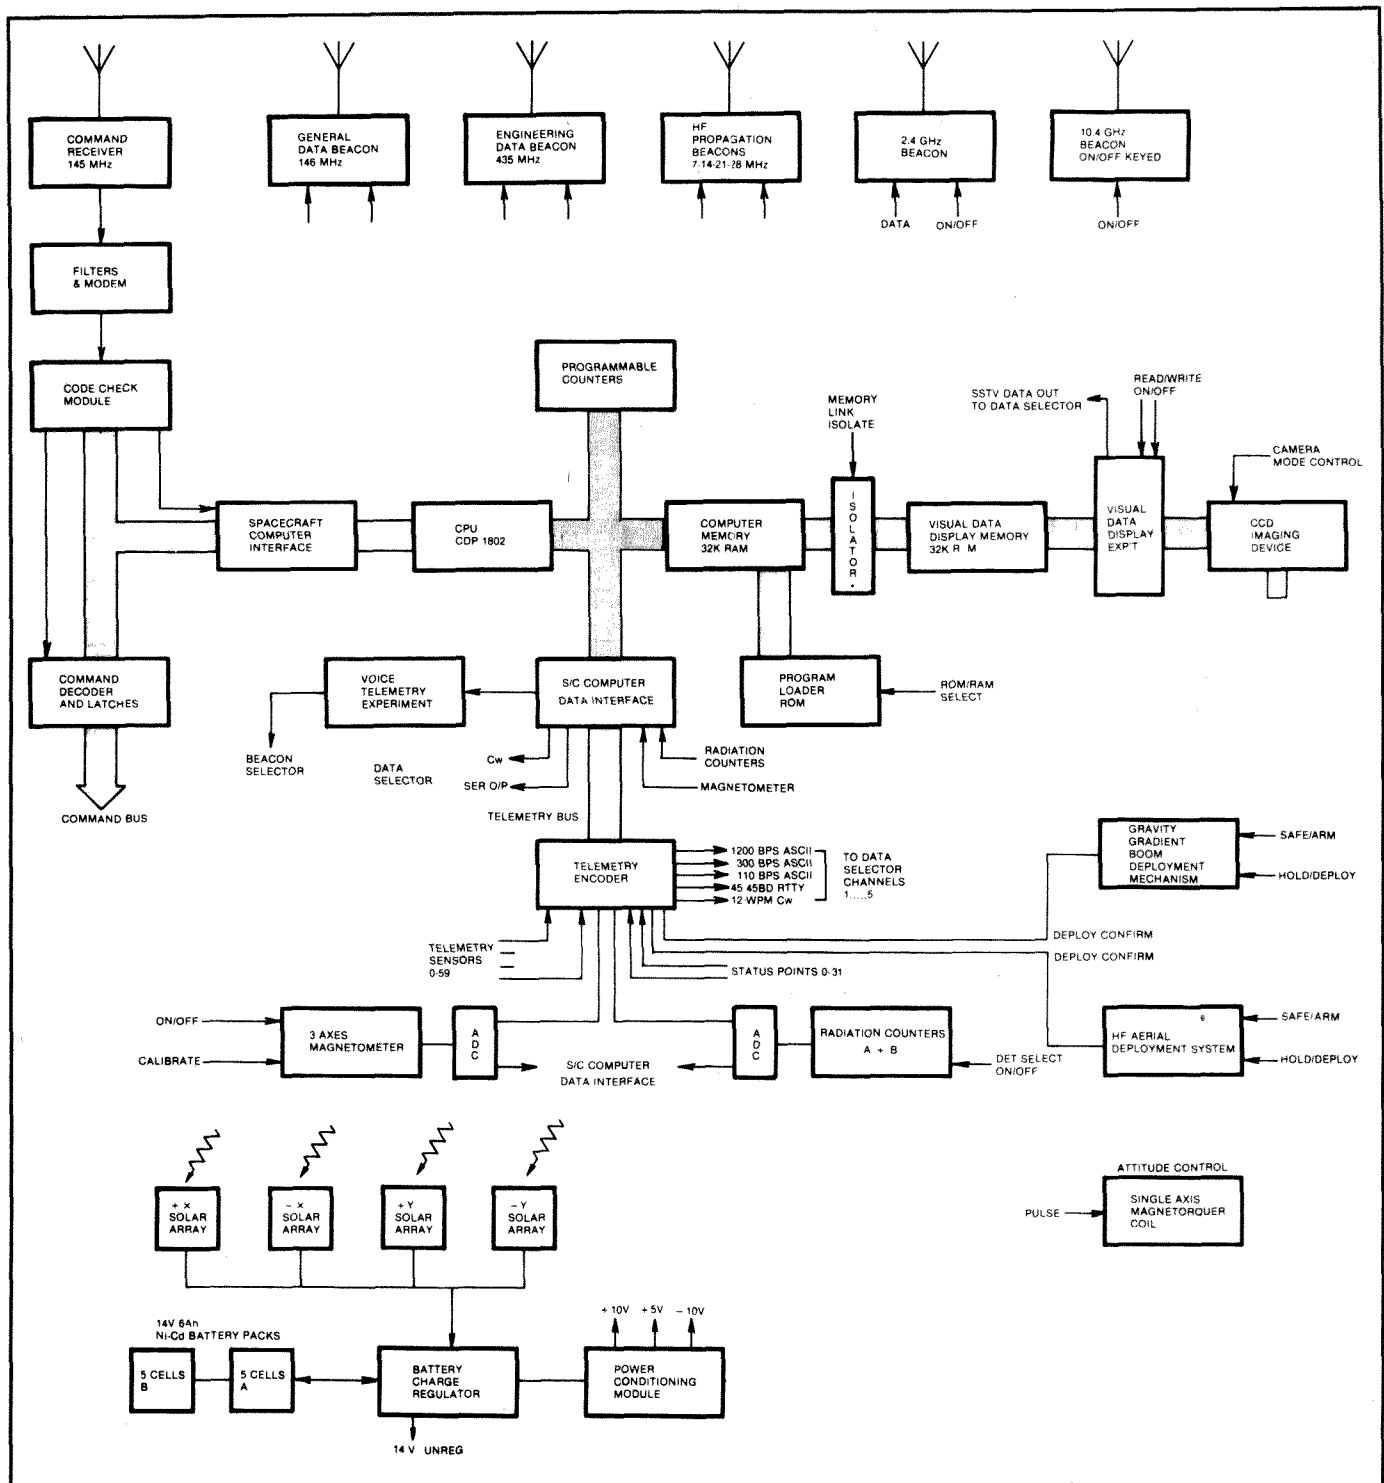 COMMAND
RECEIVER
145 MHz
GENERAL
DATA BEACON
146 MHz
ENGINEERING
DATA BEACON
435 MHz
HF
PROPAGATION
BEACONS
7-14-21-28 MHz
2.4 GHz
BEACON
10.4 GHz
BEACON
ON/OFF KEYED
DATA
ON/OFF
ON/OFF
FILTERS
& MODEM
CODE CHECK
MODULE
PROGRAMMABLE
COUNTERS
MEMORY
LINK
ISOLATE
SSTV DATA OUT
TO DATA SELECTOR
READ/WRITE
ON/OFF
CAMERA
MODE CONTROL
SPACECRAFT
COMPUTER
INTERFACE
CPU
CDP 1802
COMPUTER
MEMORY
32K RAM
ISOLATOR
VISUAL DATA
DISPLAY MEMORY
32K R M
VISUAL
DATA
DISPLAY
EXP'T
CCD
IMAGING
DEVICE
COMMAND
DECODER
AND LATCHES
VOICE
TELEMETRY
EXPERIMENT
S/C COMPUTER
DATA INTERFACE
PROGRAM
LOADER
ROM
ROM/RAM
SELECT
BEACON
SELECTOR
DATA
SELECTOR
Cw
SER O/P
RADIATION
COUNTERS
MAGNETOMETER
COMMAND BUS
TELEMETRY BUS
TELEMETRY
ENCODER
1200 BPS ASCII
300 BPS ASCII
110 BPS ASCII
45 45BD RTTY
12 WPM Cw
TO DATA
SELECTOR
CHANNELS
1.....5
GRAVITY
GRADIENT
BOOM
DEPLOYMENT
MECHANISM
SAFE/ARM
HOLD/DEPLOY
TELEMETRY
SENSORS
0-59
DEPLOY CONFIRM
DEPLOY CONFIRM
STATUS POINTS 0-31
ON/OFF
CALIBRATE
3 AXES
MAGNETOMETER
ADC
S/C COMPUTER
DATA INTERFACE
ADC
RADIATION COUNTERS
A + B
DET SELECT
ON/OFF
HF AERIAL
DEPLOYMENT SYSTEM
SAFE/ARM
HOLD/DEPLOY
+ X
SOLAR
ARRAY
- X
SOLAR
ARRAY
+ Y
SOLAR
ARRAY
- Y
SOLAR
ARRAY
ATTITUDE CONTROL
PULSE
SINGLE AXIS
MAGNETORQUER
COIL
14V 6Ah
Ni-Cd BATTERY PACKS
5 CELLS
B
5 CELLS
A
BATTERY
CHARGE
REGULATOR
+ 10V + 5V - 10V
POWER
CONDITIONING
MODULE
14 V UNREG